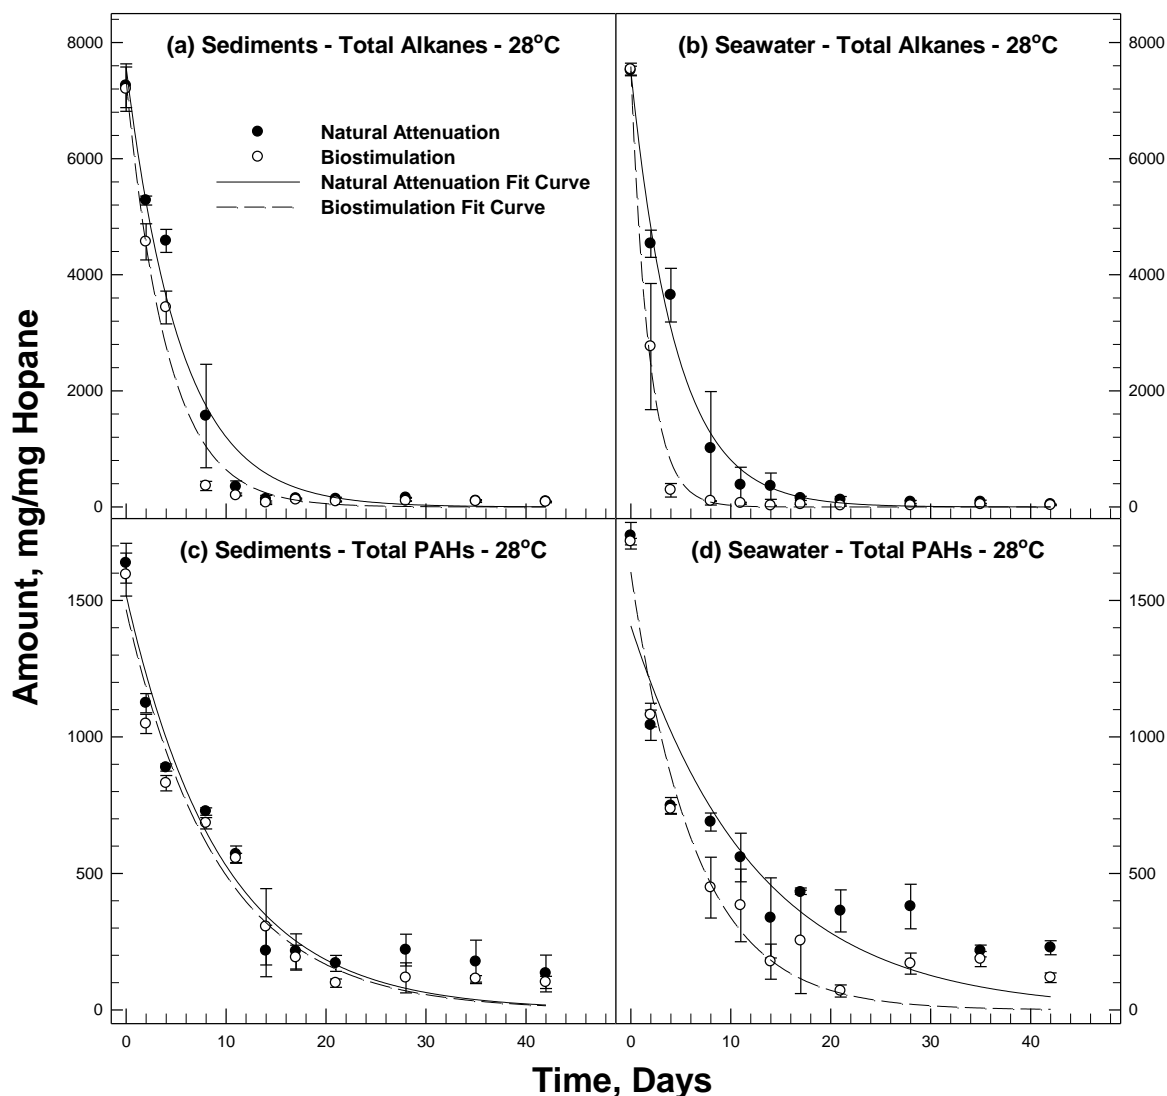 (a) Sediments - Total Alkanes - 28°C
(b) Seawater - Total Alkanes - 28°C
8000
6000
4000
2000
0
8000
6000
4000
2000
0
Natural Attenuation
Biostimulation
Natural Attenuation Fit Curve
Biostimulation Fit Curve
Amount, mg/mg Hopane
(c) Sediments - Total PAHs - 28°C
(d) Seawater - Total PAHs - 28°C
1500
1000
500
0
1500
1000
500
0
0 10 20 30 40
0 10 20 30 40
Time, Days